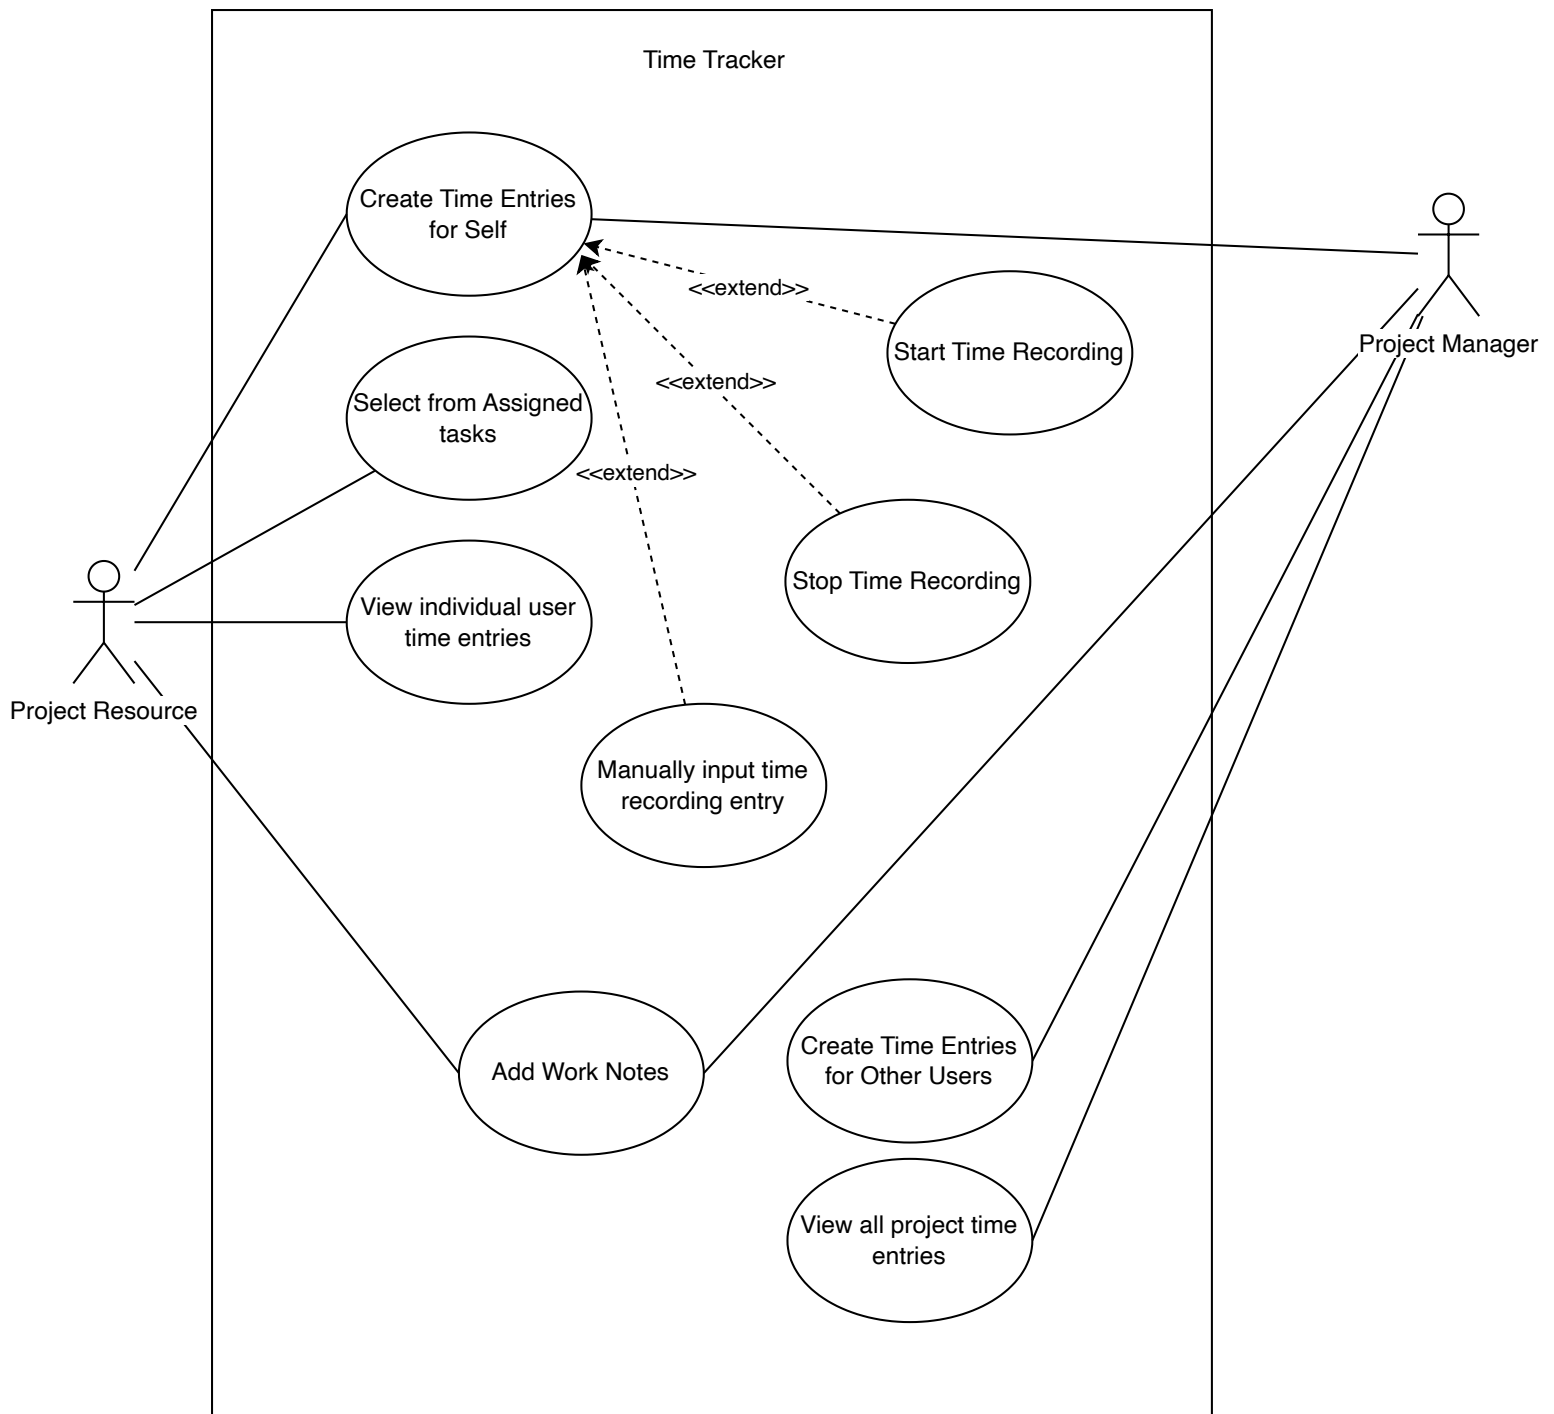 Time Tracker
Create Time Entries
for Self
<<extend>>
Start Time Recording
Project Manager
<<extend>>
Select from Assigned
tasks
<<extend>>
Stop Time Recording
View individual user
time entries
Project Resource
Manually input time
recording entry
Add Work Notes
Create Time Entries
for Other Users
View all project time
entries